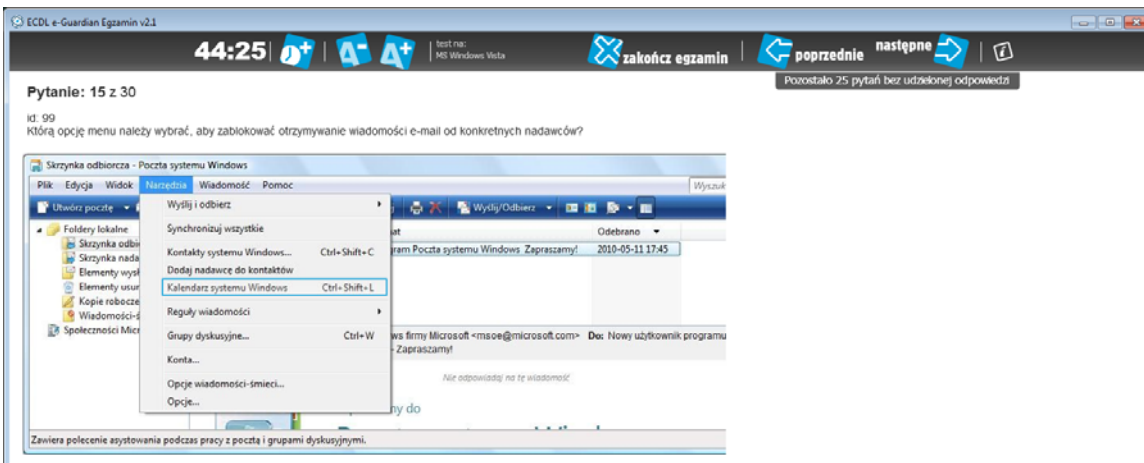 ECDL e-Guardian Egzamin v2.1
44:25 A- A+ test na: zakończ egzamin poprzednie następne
MS Windows Vista
Pozostało 25 pytań bez udzielonej odpowiedzi
Pytanie: 15 z 30
id: 99
Którą opcję menu należy wybrać, aby zablokować otrzymywanie wiadomości e-mail od konkretnych nadawców?
Skrzynka odbiorcza - Poczta systemu Windows
Plik Edycja Widok Narzędzia Wiadomość Pomoc Wyszuk
Utwórz pocztę Wyślij/Odbierz
Wyślij i odbierz
Synchronizuj wszystkie
Kontakty systemu Windows... Ctrl+Shift+C
Dodaj nadawcę do kontaktów
Kalendarz systemu Windows Ctrl+Shift+L
Reguły wiadomości
Grupy dyskusyjne... Ctrl+W
Konta...
Opcje wiadomości-śmieci...
Opcje...
Foldery lokalne
Skrzynka odbi
Skrzynka nada
Elementy wysł
Elementy usur
Kopie robocze
Wiadomości-ś
Społeczności Micr
at Odebrano
ram Poczta systemu Windows Zapraszamy! 2010-05-11 17:45
ws firmy Microsoft <msoe@microsoft.com> Do: Nowy użytkownik programu
- Zapraszamy!
Nie odpowiadaj na tę wiadomość
ny do
Zawiera polecenie asystowania podczas pracy z pocztą i grupami dyskusyjnymi.